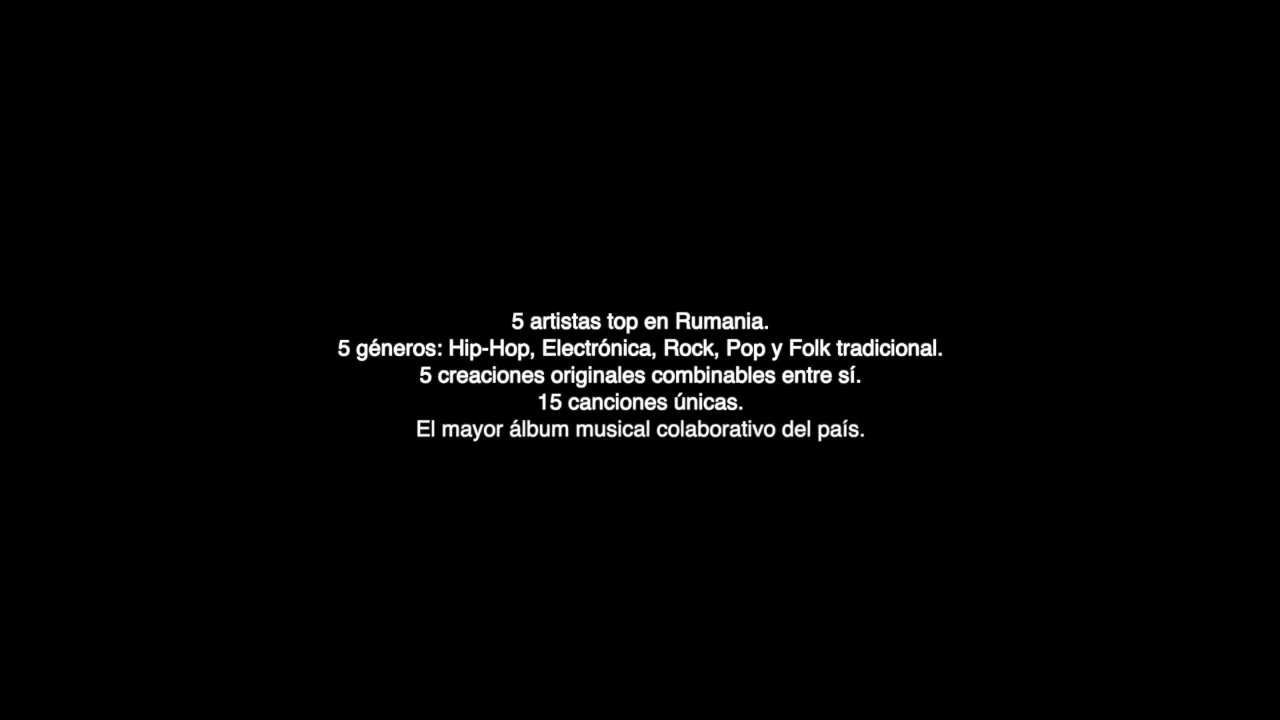 5 artistas top en Rumania.
5 géneros: Hip-Hop, Electrónica, Rock, Pop y Folk tradicional.
5 creaciones originales combinables entre sí.
15 canciones únicas.
El mayor álbum musical colaborativo del país.